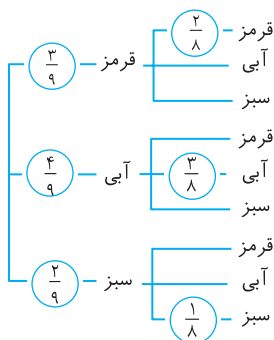 ۲/۸ قرمز
۳/۹ قرمز آبی
سبز
قرمز
۴/۹ آبی ۳/۸ آبی
سبز
قرمز
۲/۹ سبز آبی
۱/۸ سبز